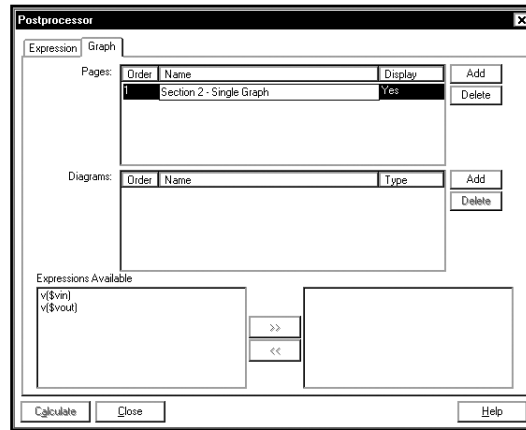 Postprocessor
Expression Graph
Pages: Order Name Display Add
1 Section 2 - Single Graph Yes Delete
Diagrams: Order Name Type Add
Delete
Expressions Available
v($vin)
v($vout)
>>
<<
Calculate Close Help